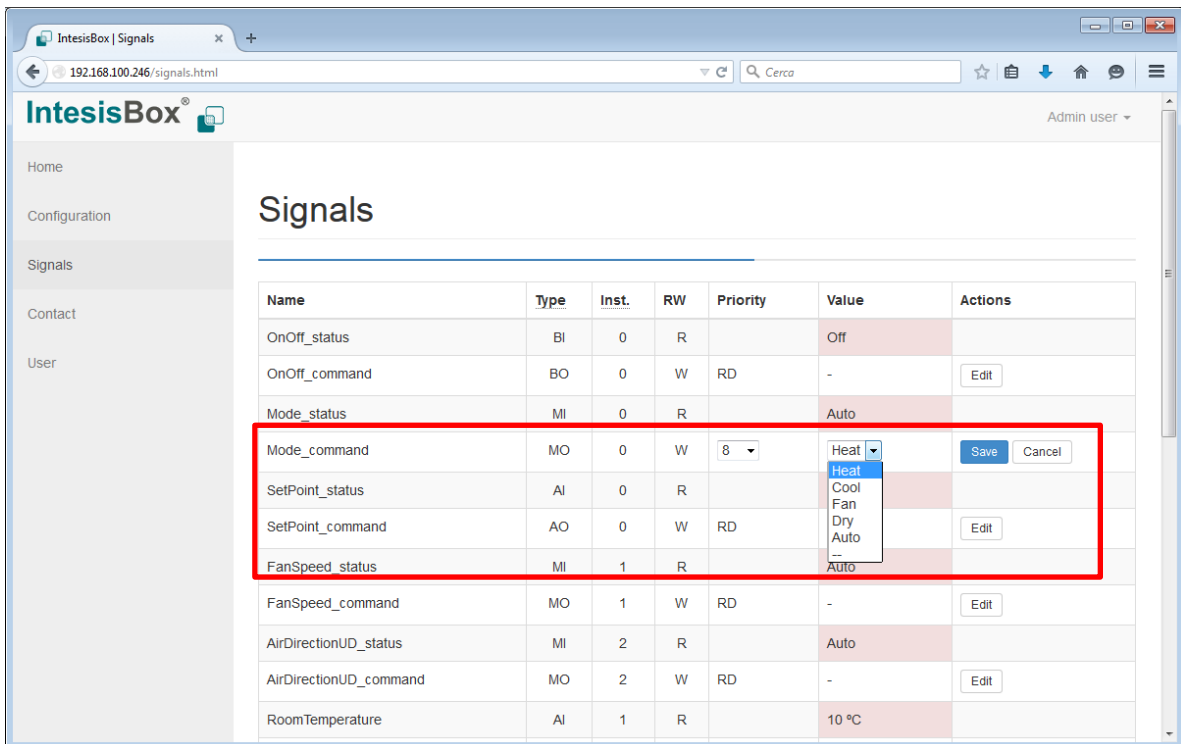 IntesisBox | Signals
192.168.100.246/signals.html
Cerca
IntesisBox®
Admin user
Home
Configuration
Signals
Contact
User
Signals
Name Type Inst. RW Priority Value Actions
OnOff_status BI 0 R Off
OnOff_command BO 0 W RD - Edit
Mode_status MI 0 R Auto
Mode_command MO 0 W 8 Heat Save Cancel
Heat
Cool
Fan
Dry
Auto
--
SetPoint_status AI 0 R
SetPoint_command AO 0 W RD Edit
FanSpeed_status MI 1 R Auto
FanSpeed_command MO 1 W RD - Edit
AirDirectionUD_status MI 2 R Auto
AirDirectionUD_command MO 2 W RD - Edit
RoomTemperature AI 1 R 10 ºC